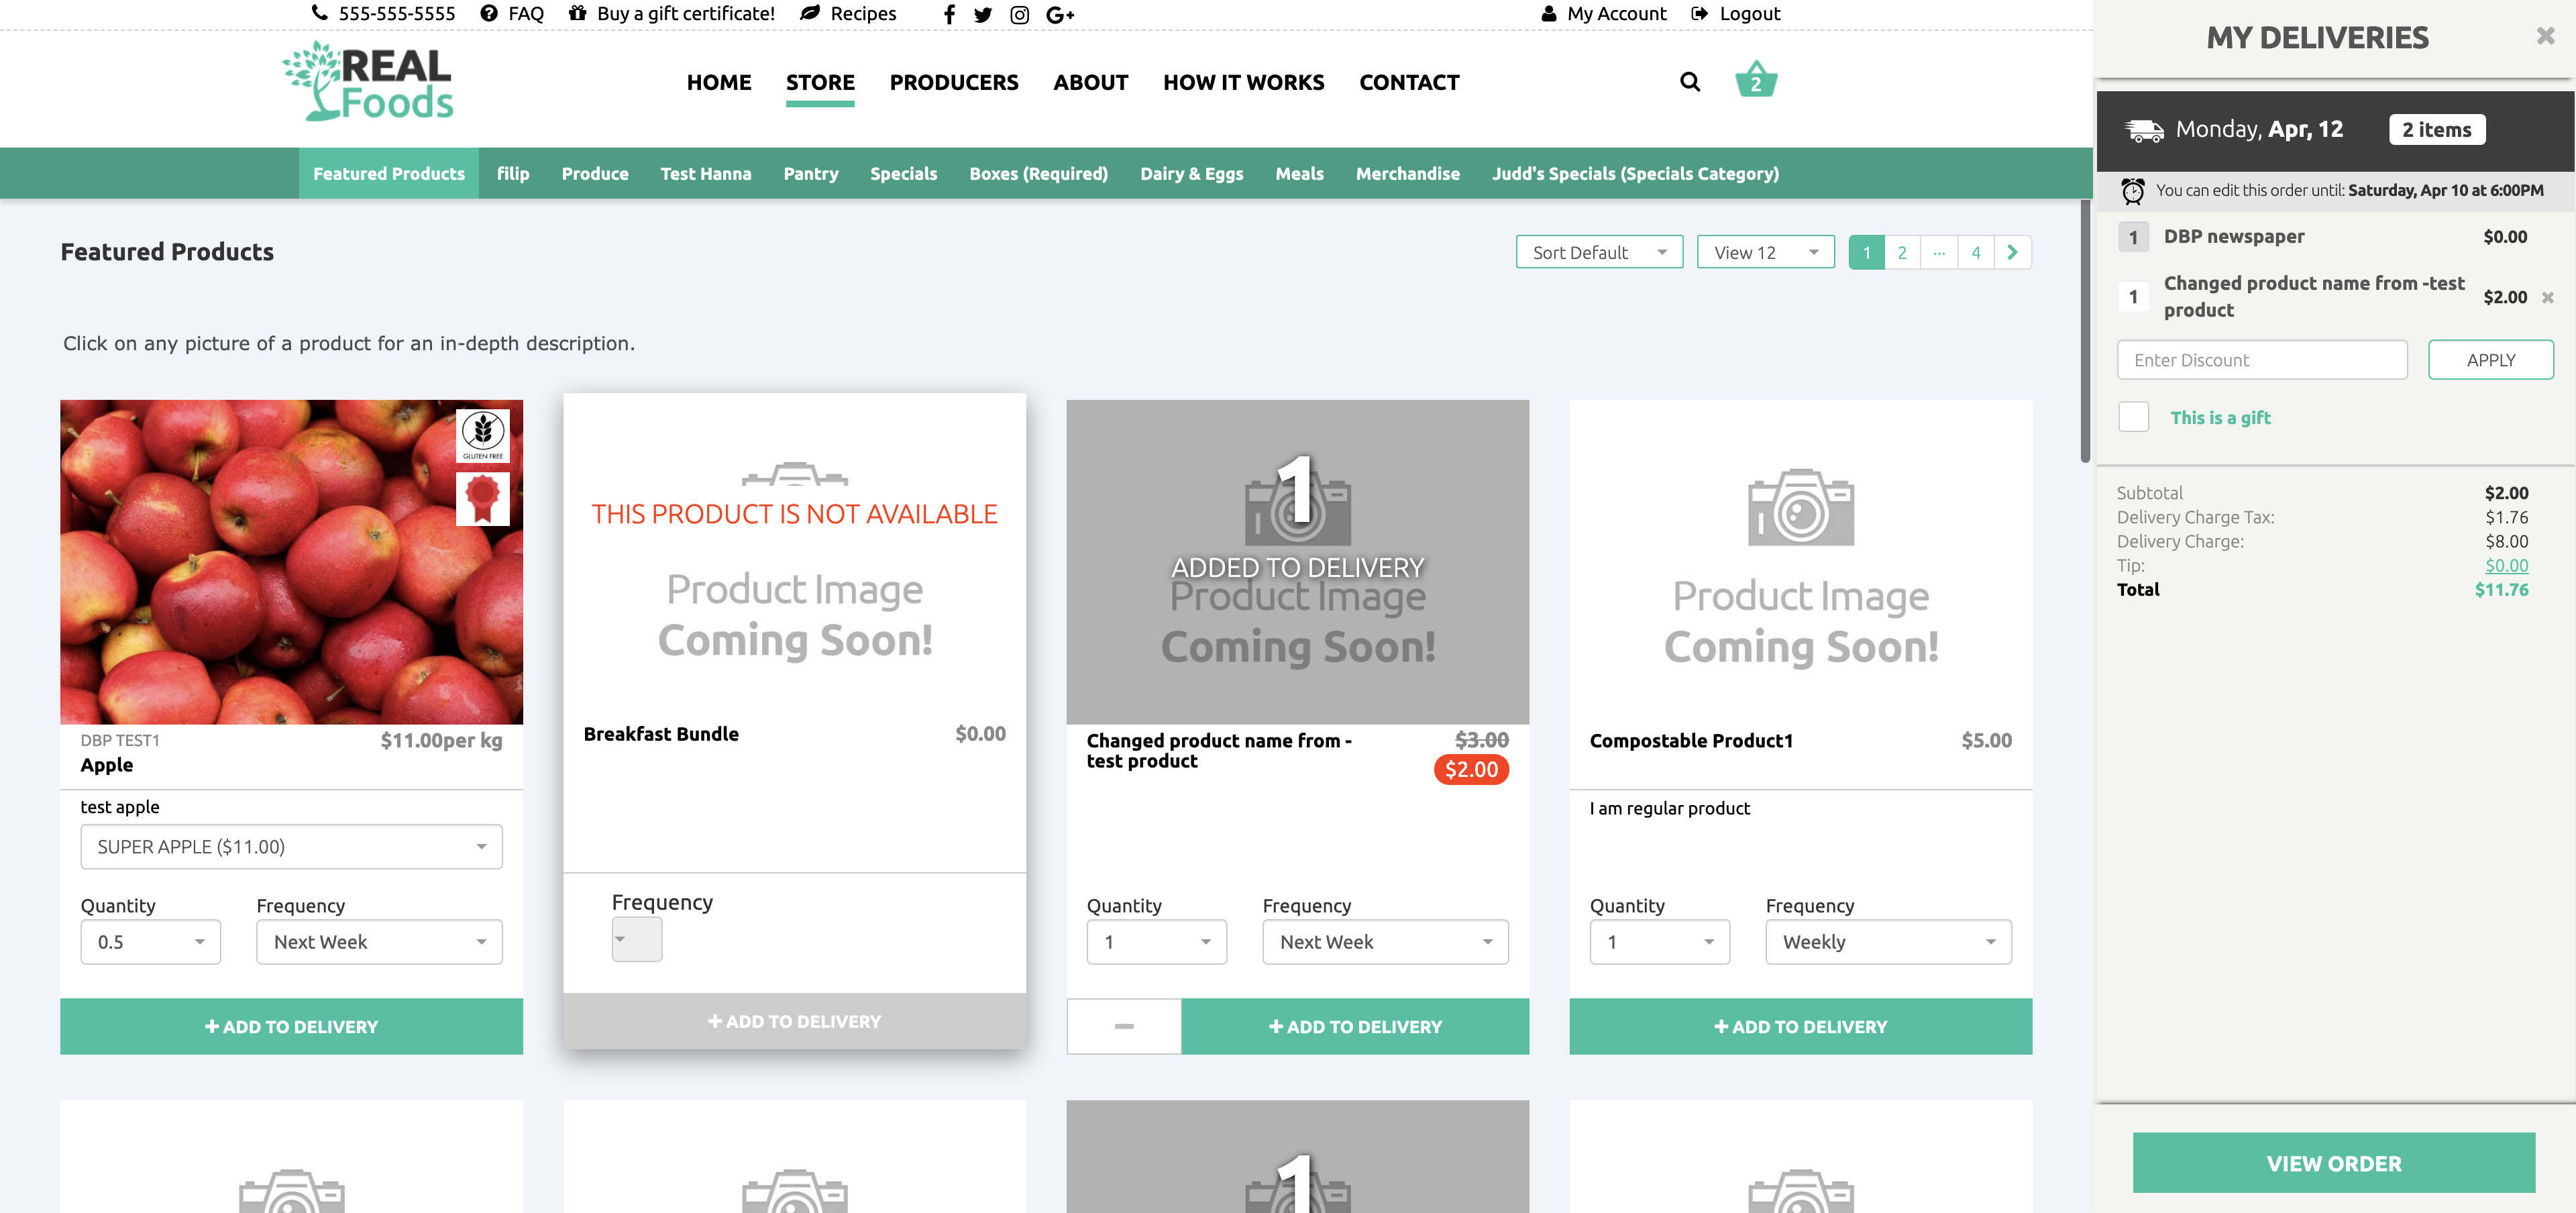 555-555-5555 FAQ Buy a gift certificate! Recipes My Account Logout
REAL
Foods
HOME STORE PRODUCERS ABOUT HOW IT WORKS CONTACT 2
Featured Products filip Produce Test Hanna Pantry Specials Boxes (Required) Dairy & Eggs Meals Merchandise Judd's Specials (Specials Category)
Featured Products
Sort Default View 12 1 2 ... 4
Click on any picture of a product for an in-depth description.
GLUTEN FREE
DBP TEST1 $11.00per kg
Apple
test apple
SUPER APPLE ($11.00)
Quantity Frequency
0.5 Next Week
+ ADD TO DELIVERY
THIS PRODUCT IS NOT AVAILABLE
Product Image
Coming Soon!
Breakfast Bundle $0.00
Frequency
+ ADD TO DELIVERY
1
ADDED TO DELIVERY
Product Image
Coming Soon!
Changed product name from - $3.00
test product $2.00
Quantity Frequency
1 Next Week
+ ADD TO DELIVERY
Product Image
Coming Soon!
Compostable Product1 $5.00
I am regular product
Quantity Frequency
1 Weekly
+ ADD TO DELIVERY
1
MY DELIVERIES
Monday, Apr, 12 2 items
You can edit this order until: Saturday, Apr 10 at 6:00PM
1 DBP newspaper $0.00
1 Changed product name from -test $2.00
product
Enter Discount APPLY
This is a gift
Subtotal $2.00
Delivery Charge Tax: $1.76
Delivery Charge: $8.00
Tip: $0.00
Total $11.76
VIEW ORDER